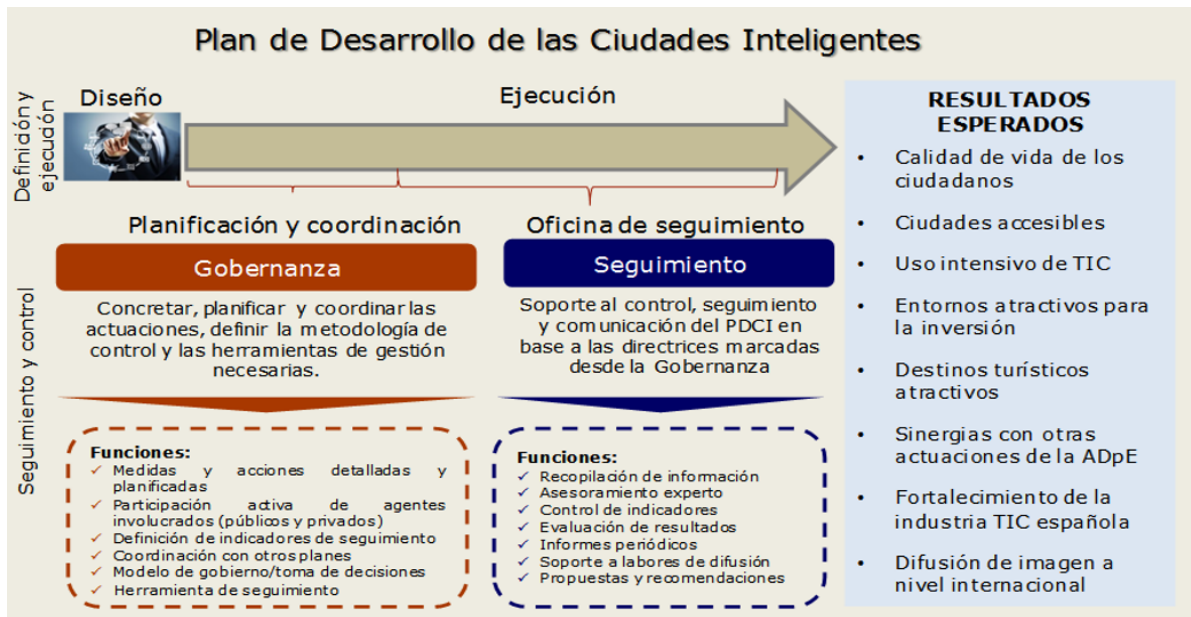 Plan de Desarrollo de las Ciudades Inteligentes
Definición y
ejecución
Diseño
Ejecución
Planificación y coordinación
Oficina de seguimiento
Seguimiento y control
Gobernanza
Concretar, planificar y coordinar las
actuaciones, definir la metodología de
control y las herramientas de gestión
necesarias.
Funciones:
✓ Medidas y acciones detalladas y
planificadas
✓ Participación activa de agentes
involucrados (públicos y privados)
✓ Definición de indicadores de seguimiento
✓ Coordinación con otros planes
✓ Modelo de gobierno/toma de decisiones
✓ Herramienta de seguimiento
Seguimiento
Soporte al control, seguimiento
y comunicación del PDCI en
base a las directrices marcadas
desde la Gobernanza
Funciones:
✓ Recopilación de información
✓ Asesoramiento experto
✓ Control de indicadores
✓ Evaluación de resultados
✓ Informes periódicos
✓ Soporte a labores de difusión
✓ Propuestas y recomendaciones
RESULTADOS
ESPERADOS
• Calidad de vida de los
ciudadanos
• Ciudades accesibles
• Uso intensivo de TIC
• Entornos atractivos para
la inversión
• Destinos turísticos
atractivos
• Sinergias con otras
actuaciones de la ADpE
• Fortalecimiento de la
industria TIC española
• Difusión de imagen a
nivel internacional